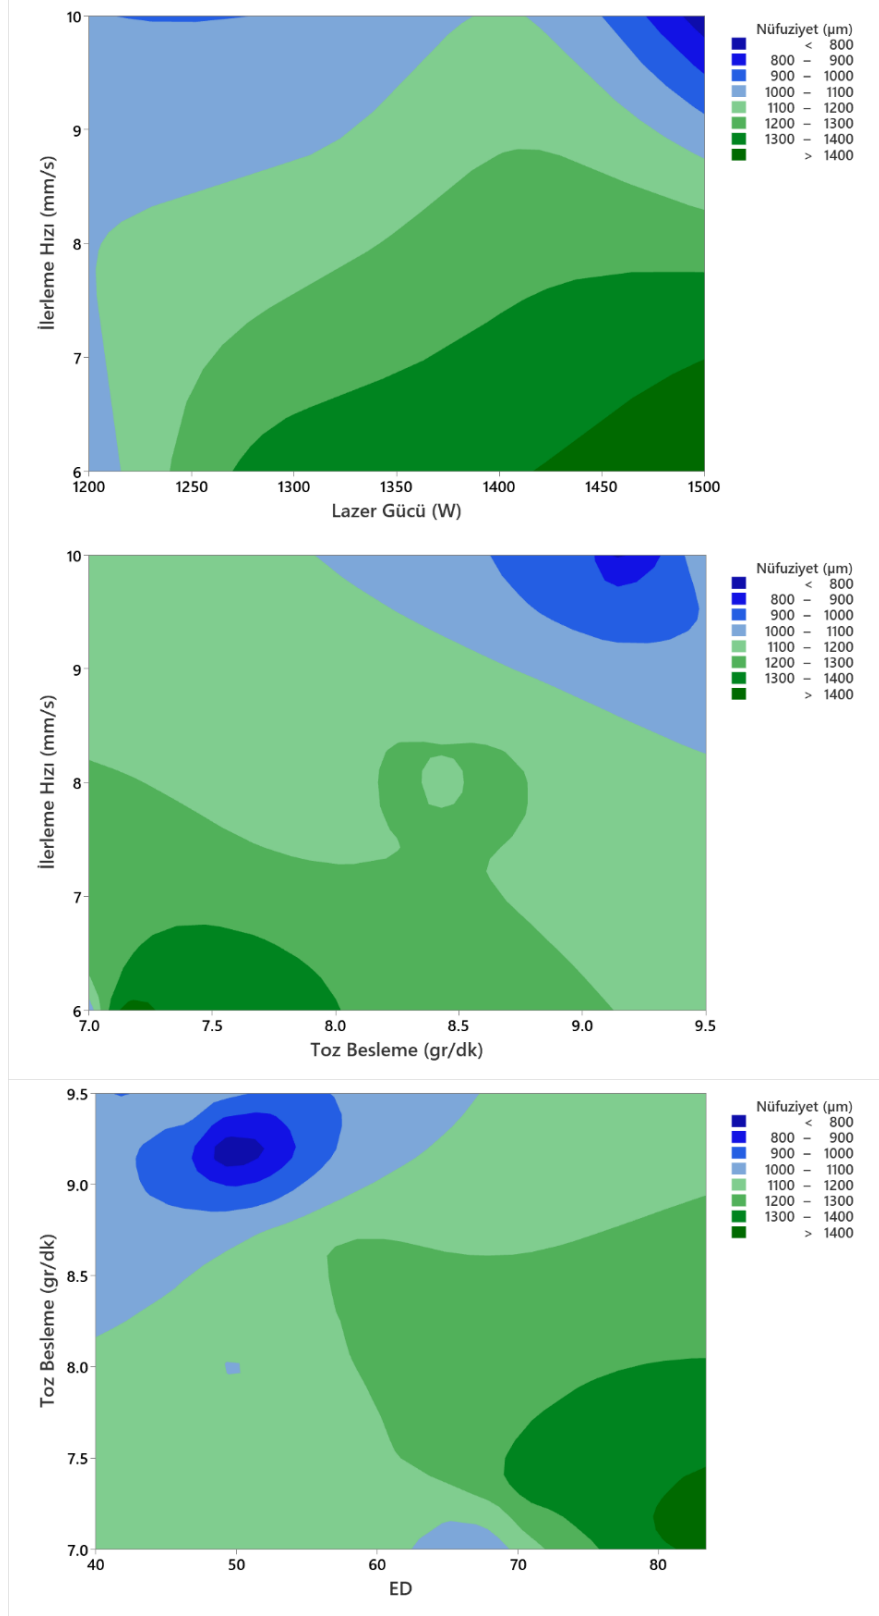 Nüfuziyet (µm)
< 800
800 – 900
900 – 1000
1000 – 1100
1100 – 1200
1200 – 1300
1300 – 1400
> 1400
İlerleme Hızı (mm/s)
10
9
8
7
6
1200 1250 1300 1350 1400 1450 1500
Lazer Gücü (W)
Nüfuziyet (µm)
< 800
800 – 900
900 – 1000
1000 – 1100
1100 – 1200
1200 – 1300
1300 – 1400
> 1400
İlerleme Hızı (mm/s)
10
9
8
7
6
7.0 7.5 8.0 8.5 9.0 9.5
Toz Besleme (gr/dk)
Nüfuziyet (µm)
< 800
800 – 900
900 – 1000
1000 – 1100
1100 – 1200
1200 – 1300
1300 – 1400
> 1400
Toz Besleme (gr/dk)
9.5
9.0
8.5
8.0
7.5
7.0
40 50 60 70 80
ED